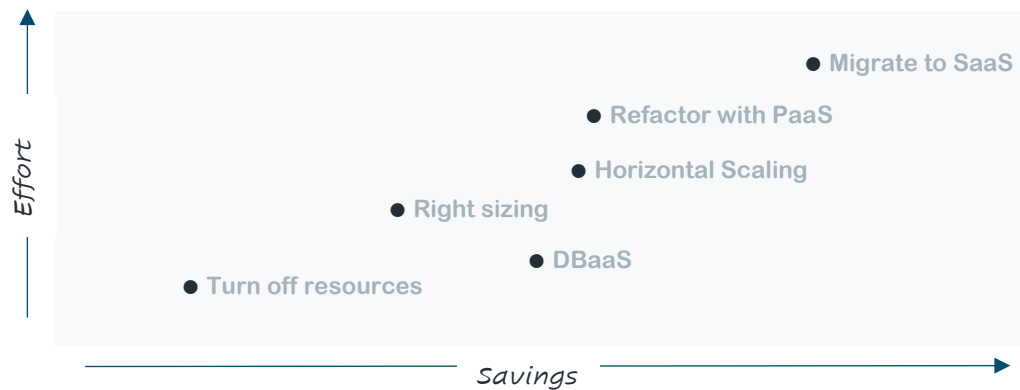 Migrate to SaaS
Refactor with PaaS
Effort
Horizontal Scaling
Right sizing
DBaaS
Turn off resources
Savings